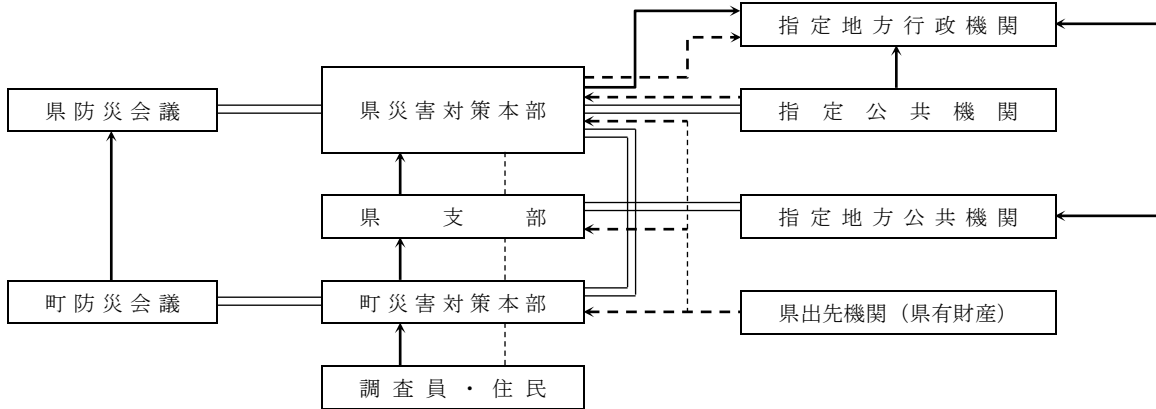 指定地方行政機関
県防災会議
県災害対策本部
指定公共機関
県支部
指定地方公共機関
町防災会議
町災害対策本部
県出先機関（県有財産）
調査員・住民